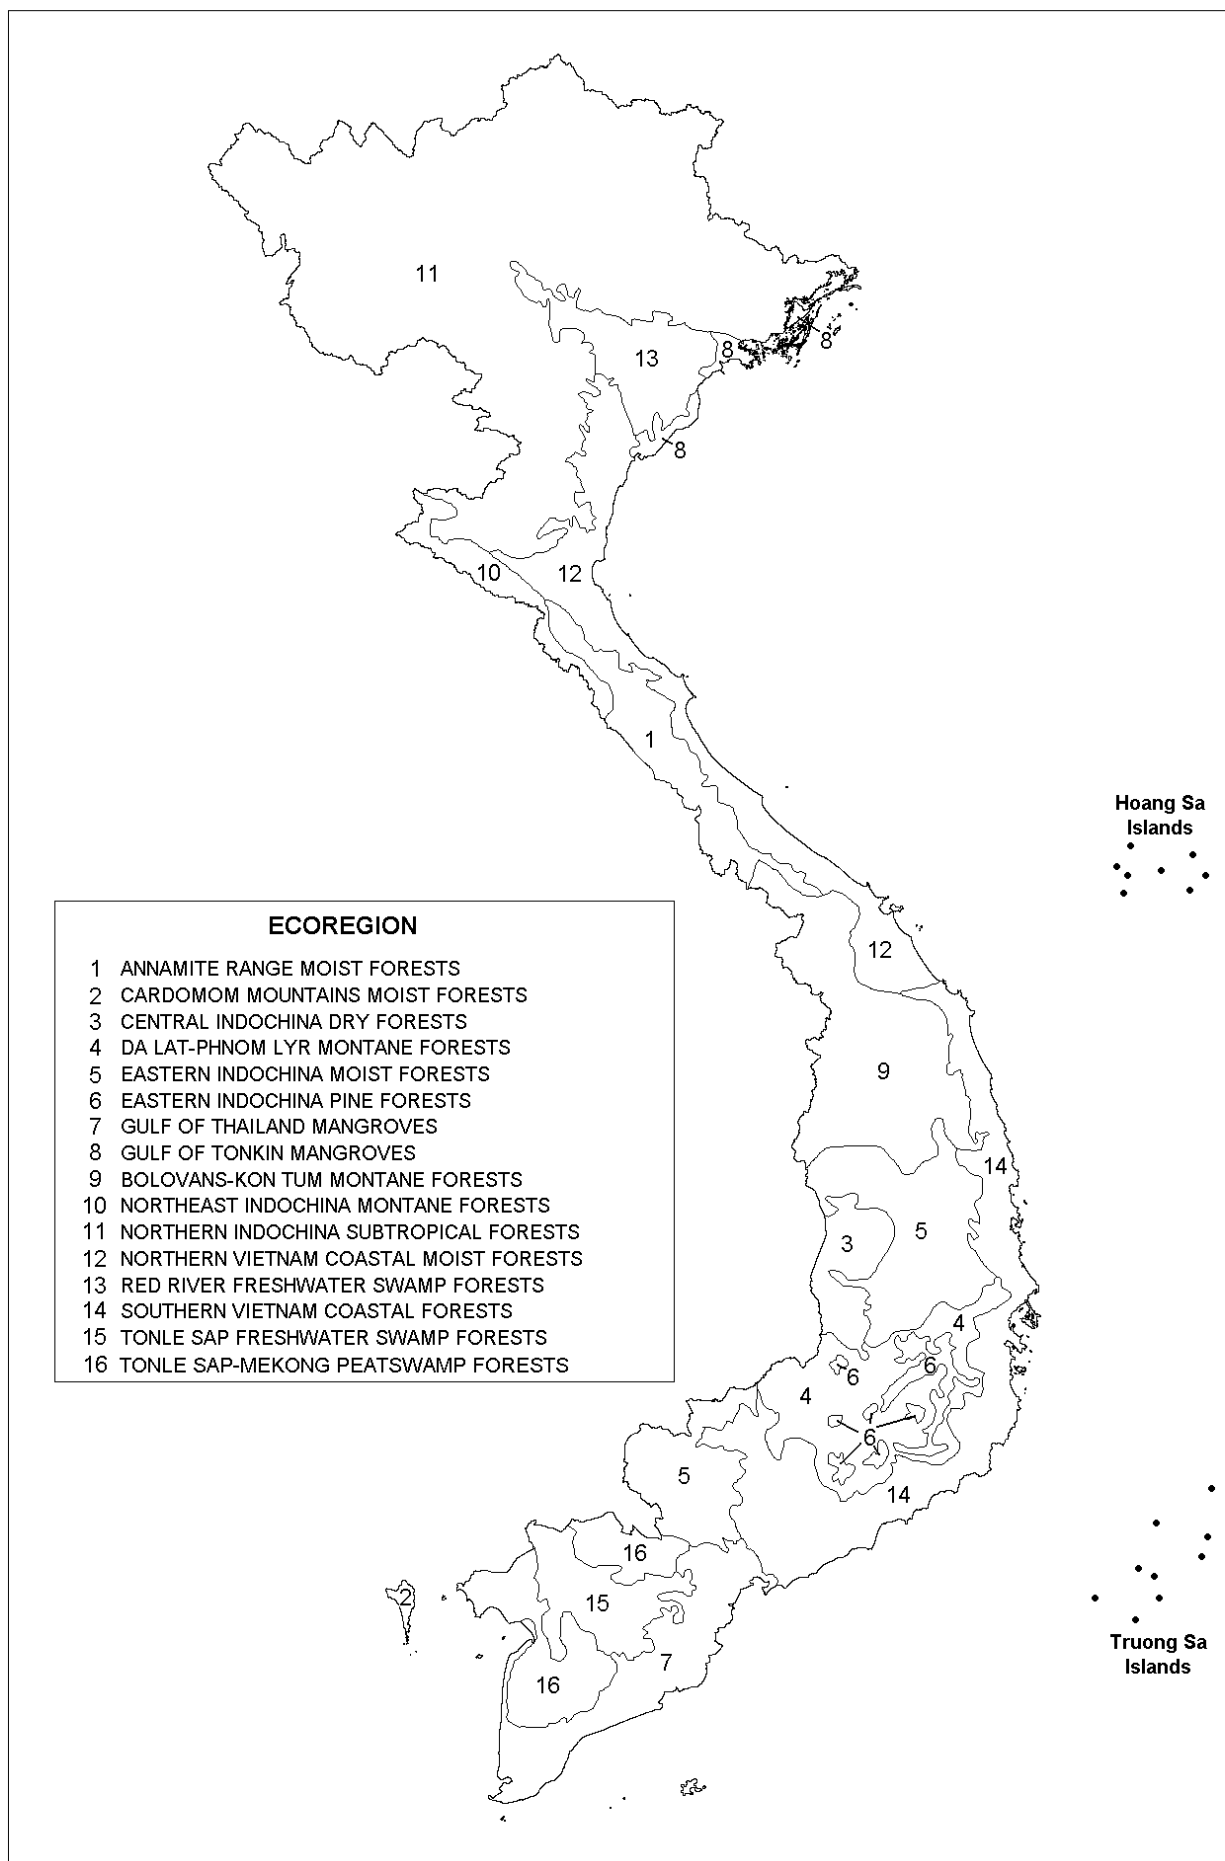 11
13
8
8
8
10
12
1
Hoang Sa
Islands
ECOREGION
1 ANNAMITE RANGE MOIST FORESTS
2 CARDOMOM MOUNTAINS MOIST FORESTS
3 CENTRAL INDOCHINA DRY FORESTS
4 DA LAT-PHNOM LYR MONTANE FORESTS
5 EASTERN INDOCHINA MOIST FORESTS
6 EASTERN INDOCHINA PINE FORESTS
7 GULF OF THAILAND MANGROVES
8 GULF OF TONKIN MANGROVES
9 BOLOVANS-KON TUM MONTANE FORESTS
10 NORTHEAST INDOCHINA MONTANE FORESTS
11 NORTHERN INDOCHINA SUBTROPICAL FORESTS
12 NORTHERN VIETNAM COASTAL MOIST FORESTS
13 RED RIVER FRESHWATER SWAMP FORESTS
14 SOUTHERN VIETNAM COASTAL FORESTS
15 TONLE SAP FRESHWATER SWAMP FORESTS
16 TONLE SAP-MEKONG PEATSWAMP FORESTS
12
9
14
5
3
4
6
6
4
6
5
14
16
2
15
7
16
Truong Sa
Islands